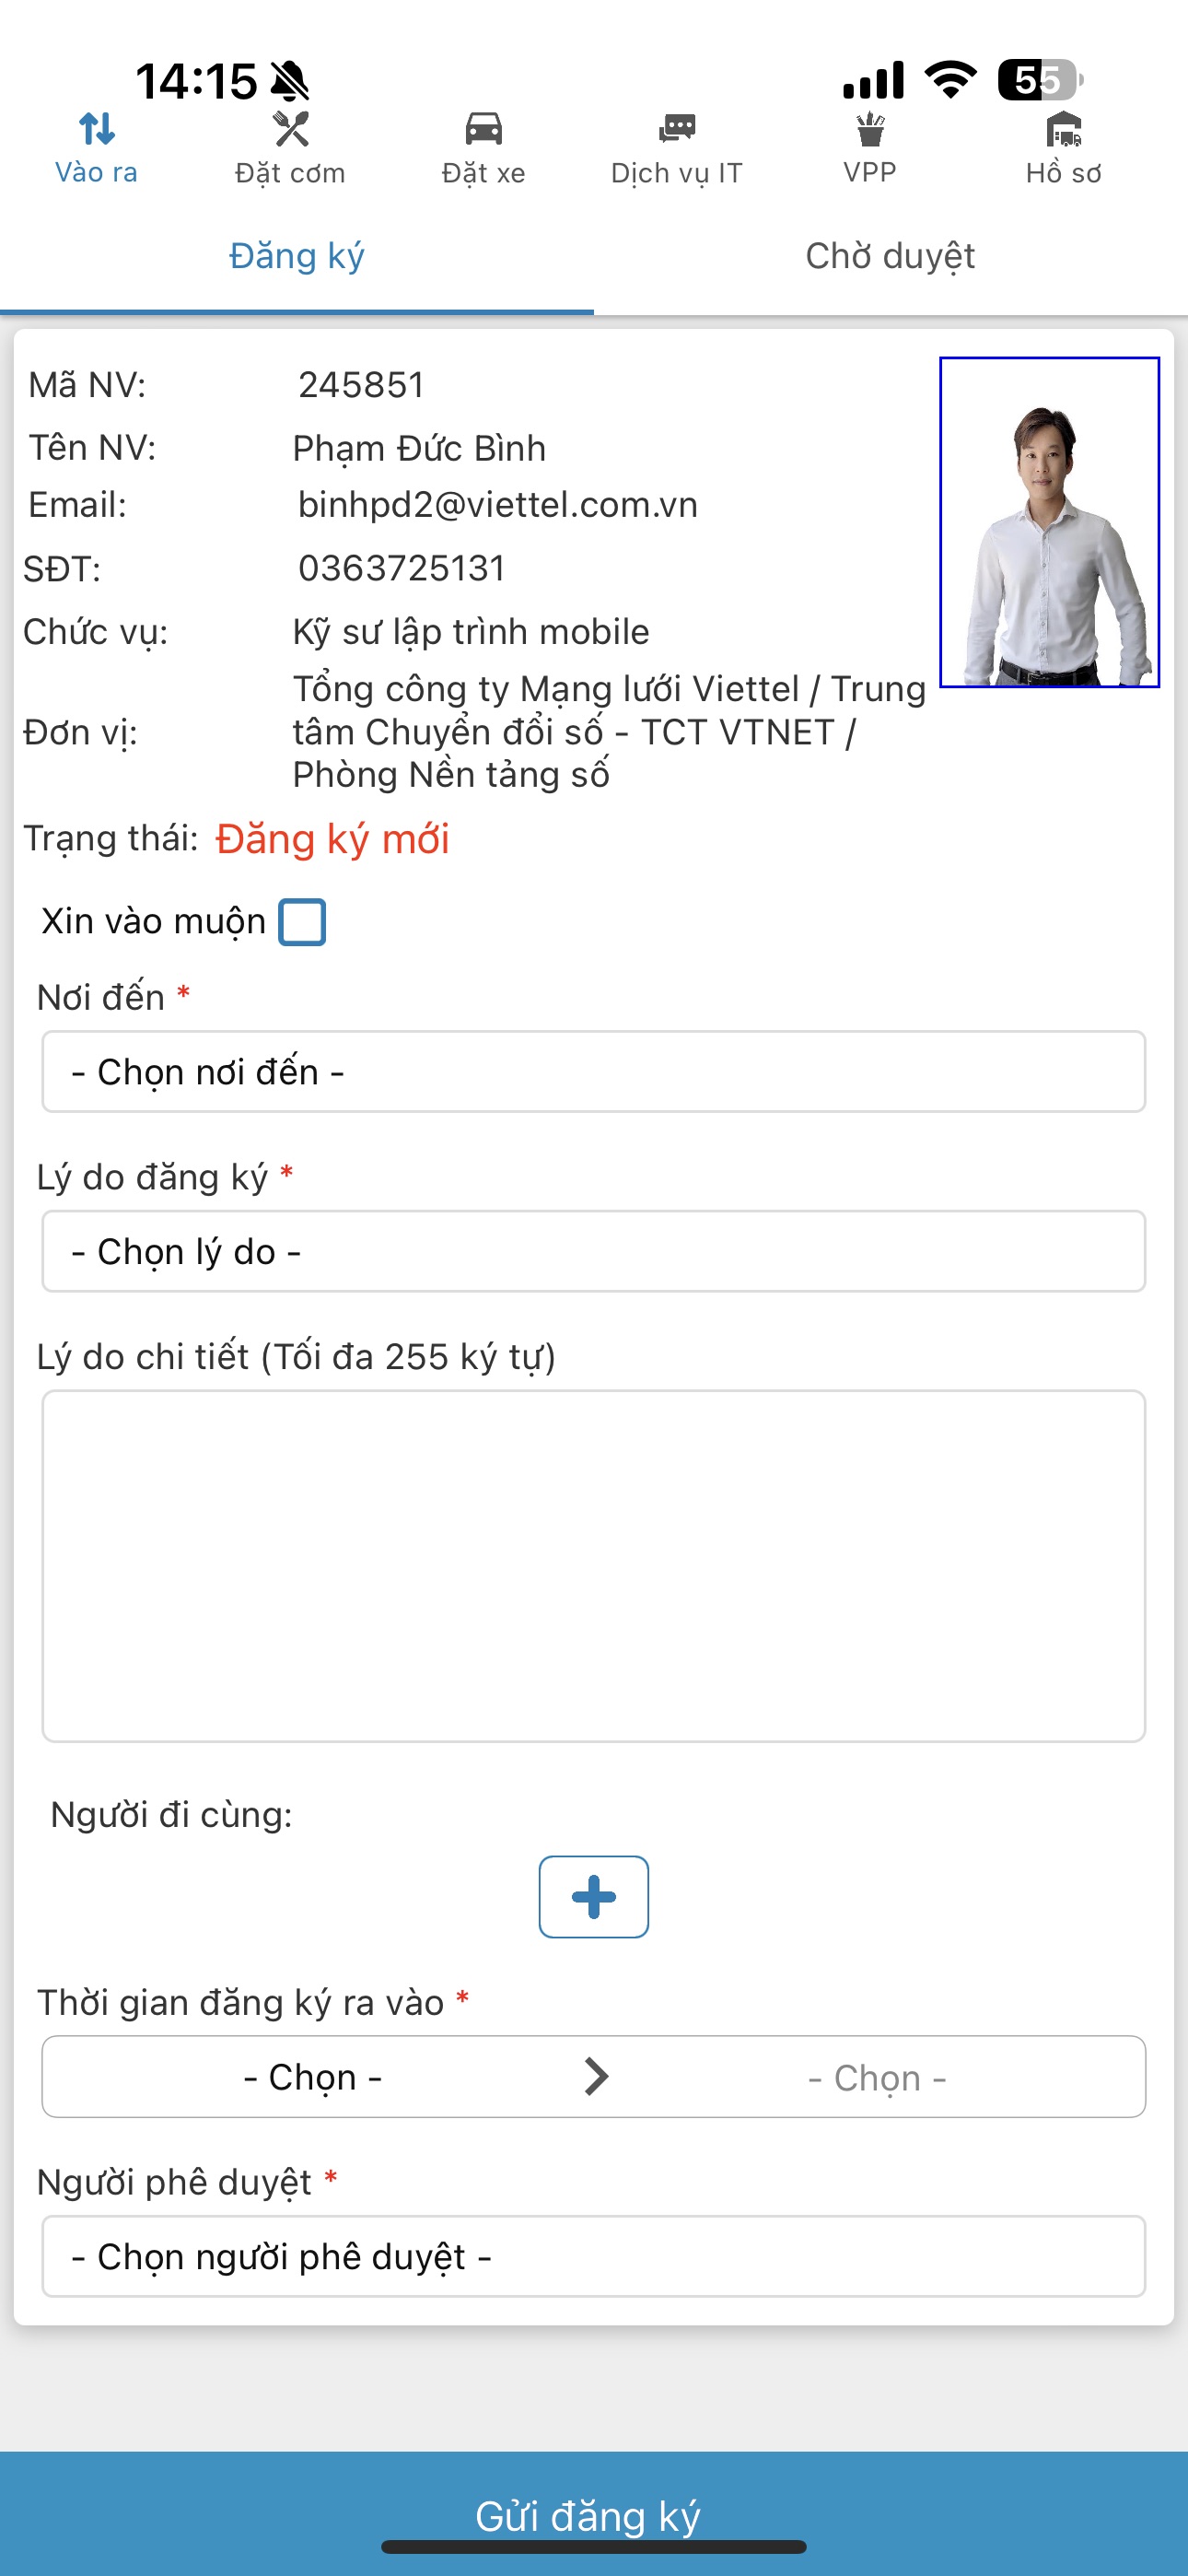 14:15
55
Vào ra
Đặt cơm
Đặt xe
Dịch vụ IT
VPP
Hồ sơ
Đăng ký
Chờ duyệt
Mã NV: 245851
Tên NV: Phạm Đức Bình
Email: binhpd2@viettel.com.vn
SĐT: 0363725131
Chức vụ: Kỹ sư lập trình mobile
Đơn vị: Tổng công ty Mạng lưới Viettel / Trung
tâm Chuyển đổi số - TCT VTNET /
Phòng Nền tảng số
Trạng thái: Đăng ký mới
Xin vào muộn
Nơi đến *
- Chọn nơi đến -
Lý do đăng ký *
- Chọn lý do -
Lý do chi tiết (Tối đa 255 ký tự)
Người đi cùng:
Thời gian đăng ký ra vào *
- Chọn - - Chọn -
Người phê duyệt *
- Chọn người phê duyệt -
Gửi đăng ký